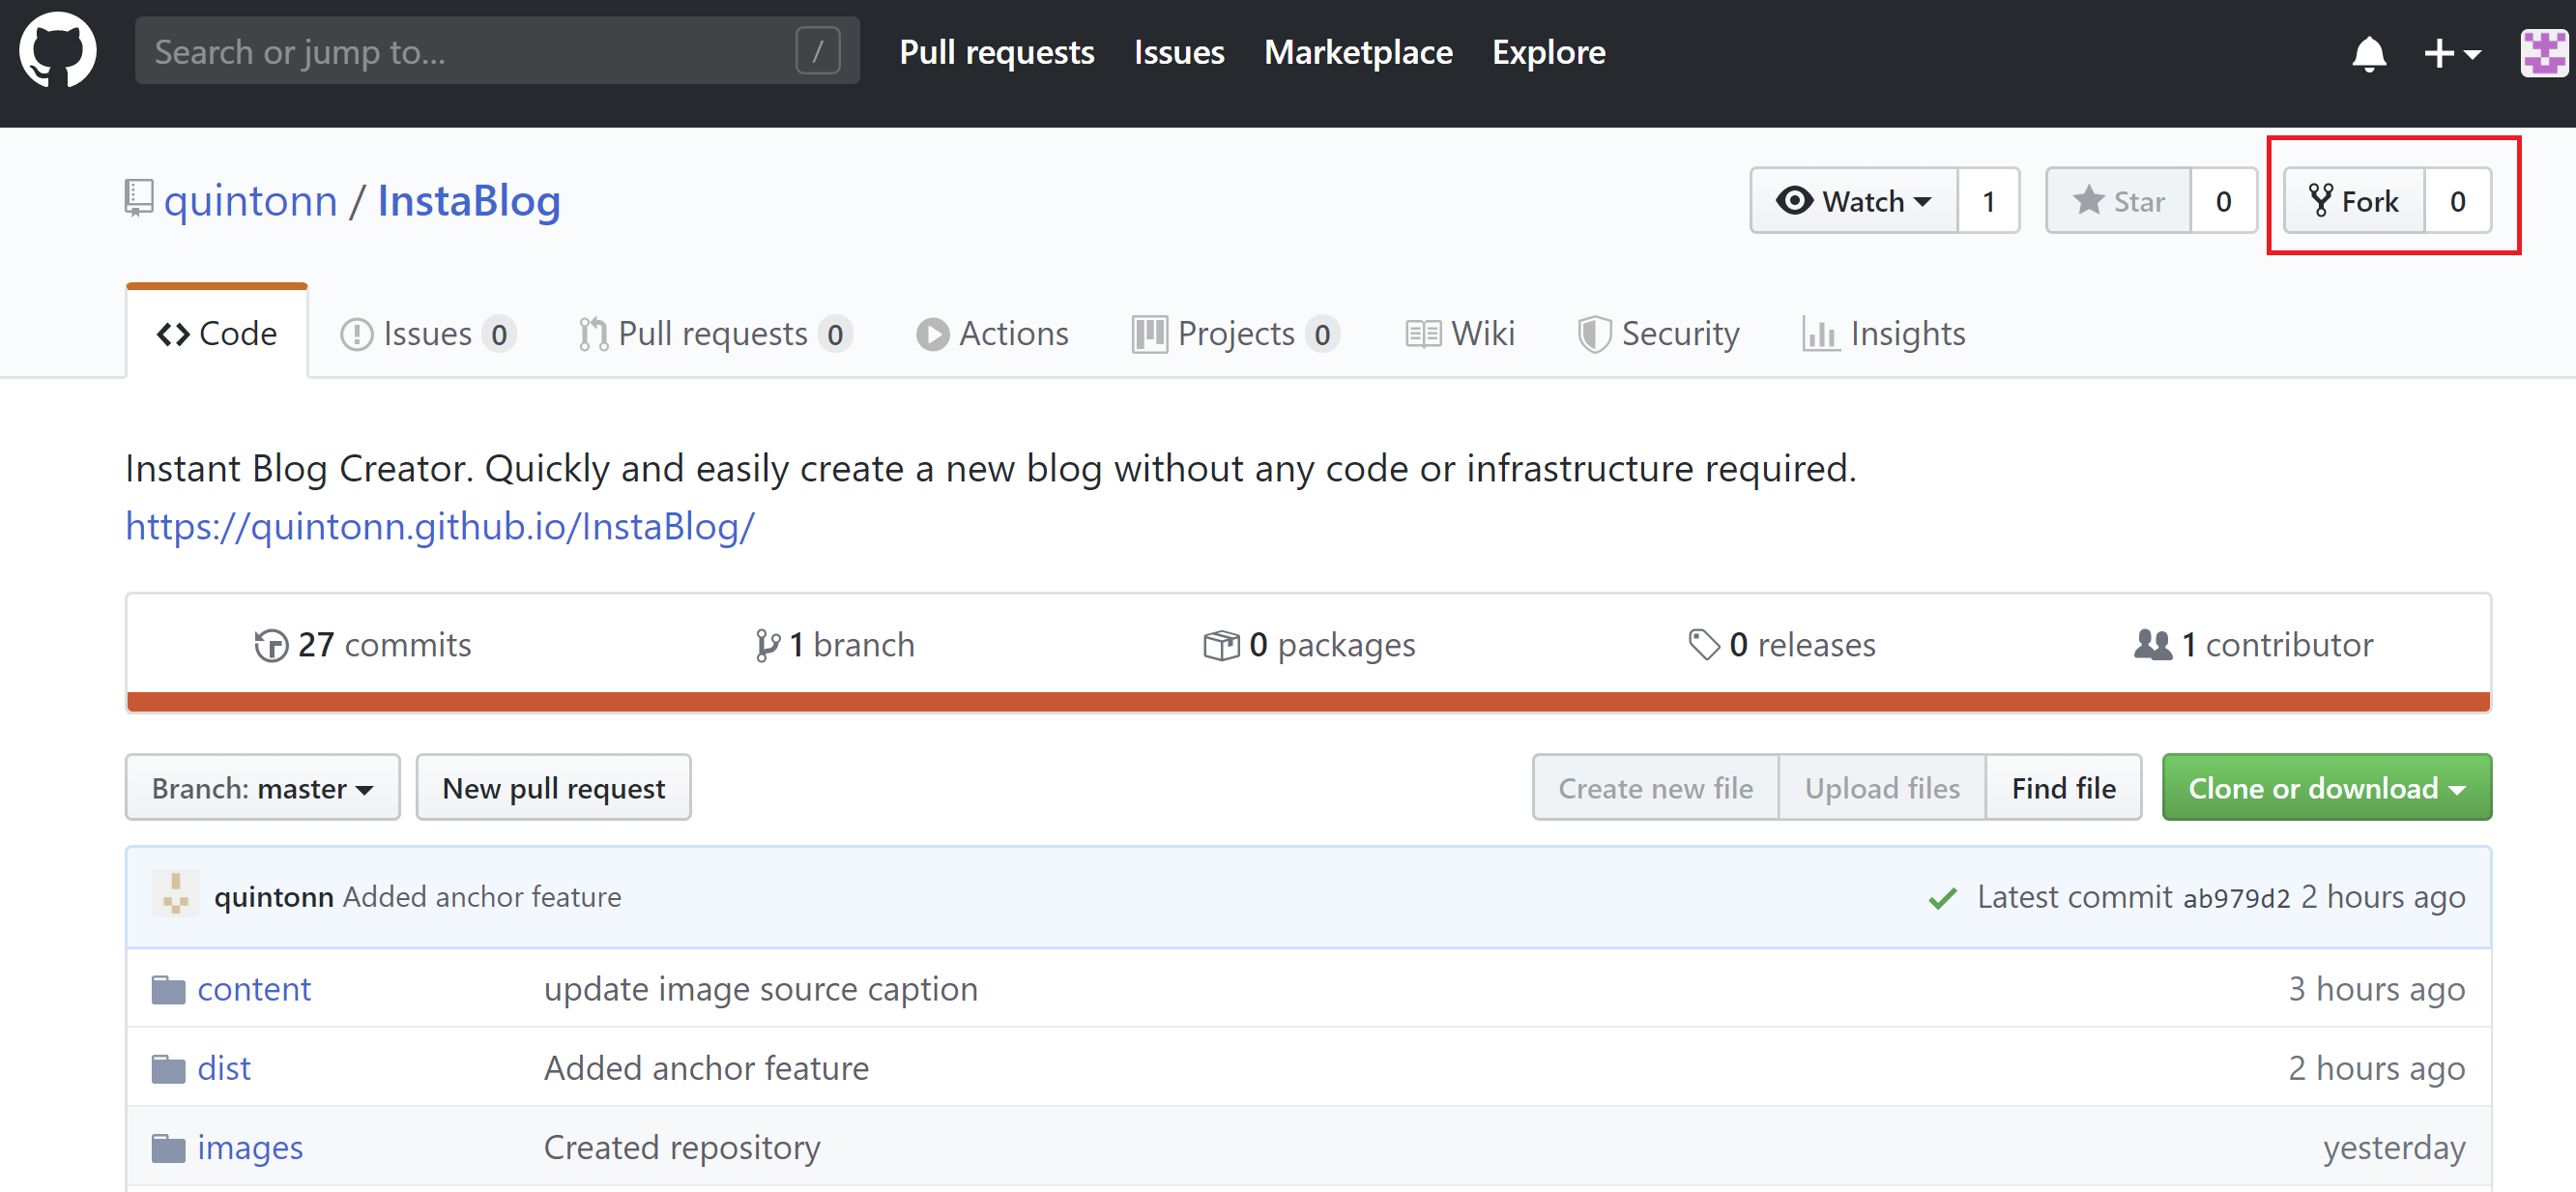 Search or jump to... /
Pull requests Issues Marketplace Explore
quintonn / InstaBlog
Watch 1 Star 0 Fork 0
Code Issues 0 Pull requests 0 Actions Projects 0 Wiki Security Insights
Instant Blog Creator. Quickly and easily create a new blog without any code or infrastructure required.
https://quintonn.github.io/InstaBlog/
27 commits 1 branch 0 packages 0 releases 1 contributor
Branch: master New pull request Create new file Upload files Find file Clone or download
quintonn Added anchor feature Latest commit ab979d2 2 hours ago
content update image source caption 3 hours ago
dist Added anchor feature 2 hours ago
images Created repository yesterday